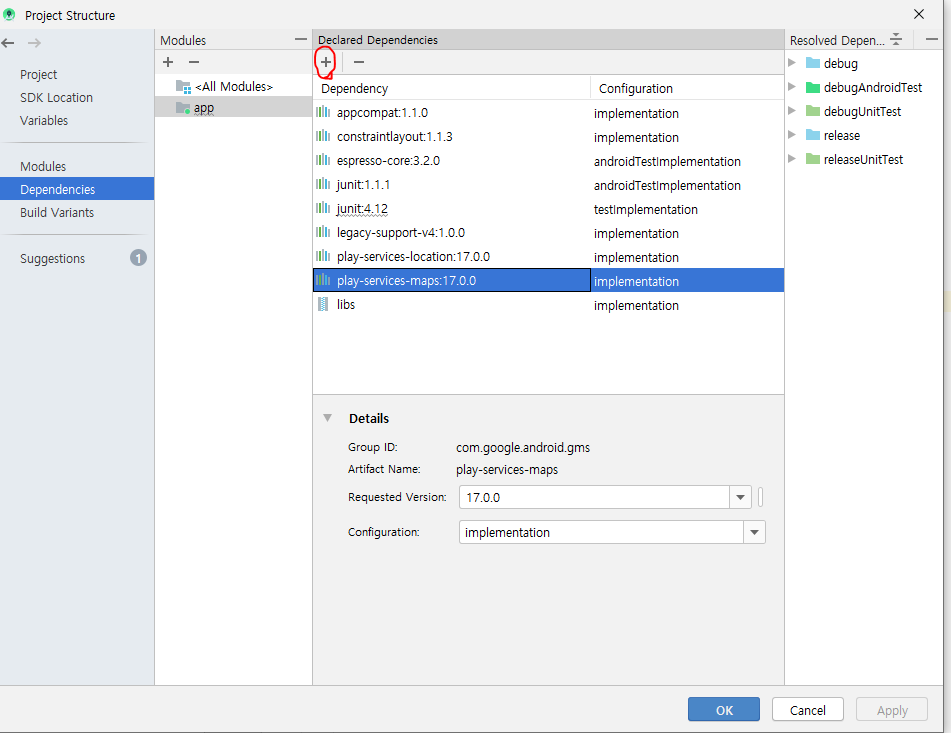 Project Structure
Modules
Declared Dependencies
Resolved Depen...
Project
SDK Location
Variables
Modules
Dependencies
Build Variants
Suggestions 1
<All Modules>
app
Dependency Configuration
appcompat:1.1.0 implementation
constraintlayout:1.1.3 implementation
espresso-core:3.2.0 androidTestImplementation
junit:1.1.1 androidTestImplementation
junit:4.12 testImplementation
legacy-support-v4:1.0.0 implementation
play-services-location:17.0.0 implementation
play-services-maps:17.0.0 implementation
libs implementation
Details
Group ID: com.google.android.gms
Artifact Name: play-services-maps
Requested Version: 17.0.0
Configuration: implementation
debug
debugAndroidTest
debugUnitTest
release
releaseUnitTest
OK Cancel Apply